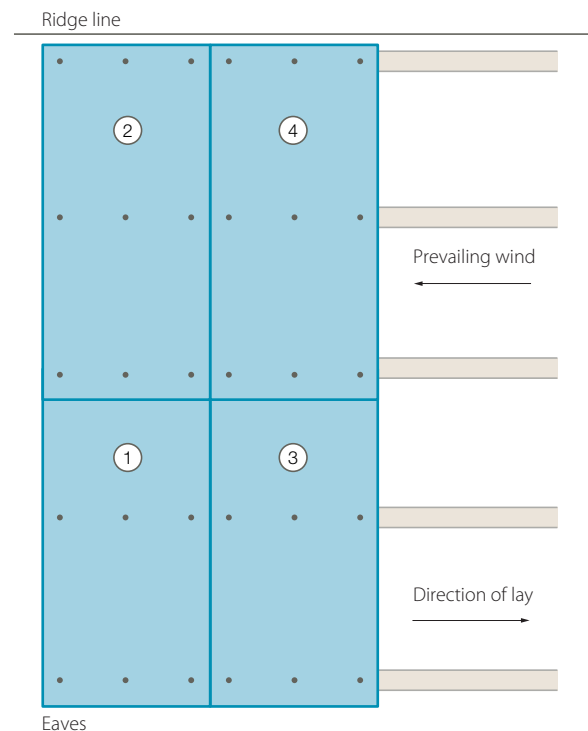 Ridge line
2
4
Prevailing wind
1
3
Direction of lay
Eaves